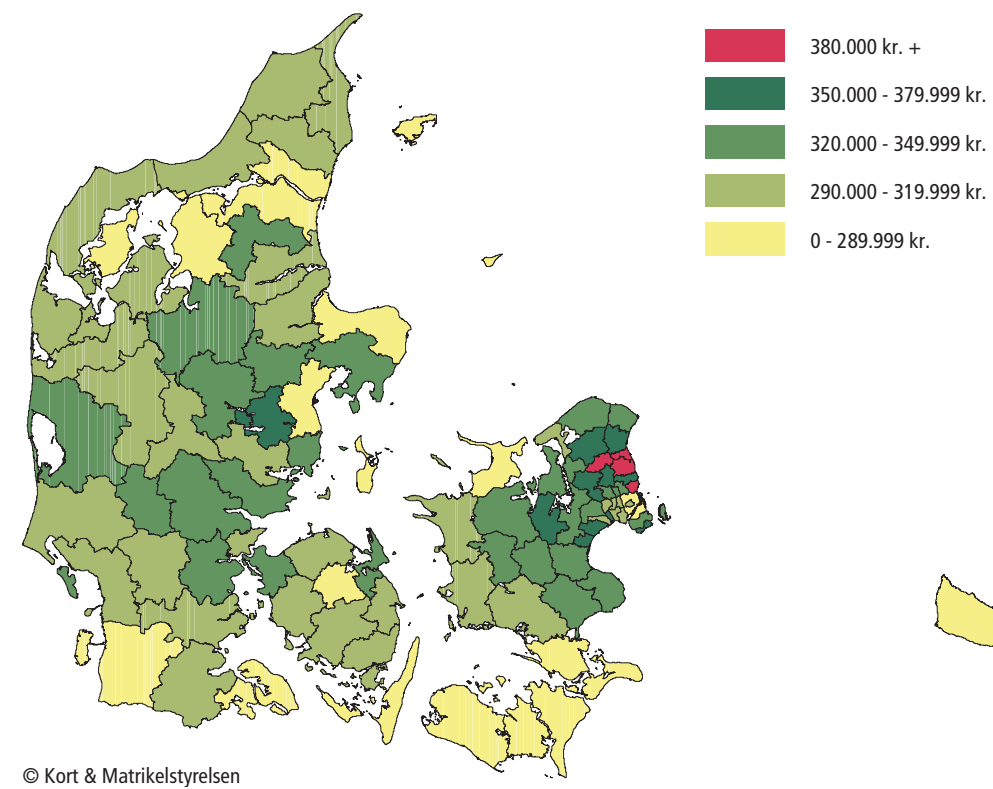 380.000 kr. +
350.000 - 379.999 kr.
320.000 - 349.999 kr.
290.000 - 319.999 kr.
0 - 289.999 kr.
© Kort & Matrikelstyrelsen